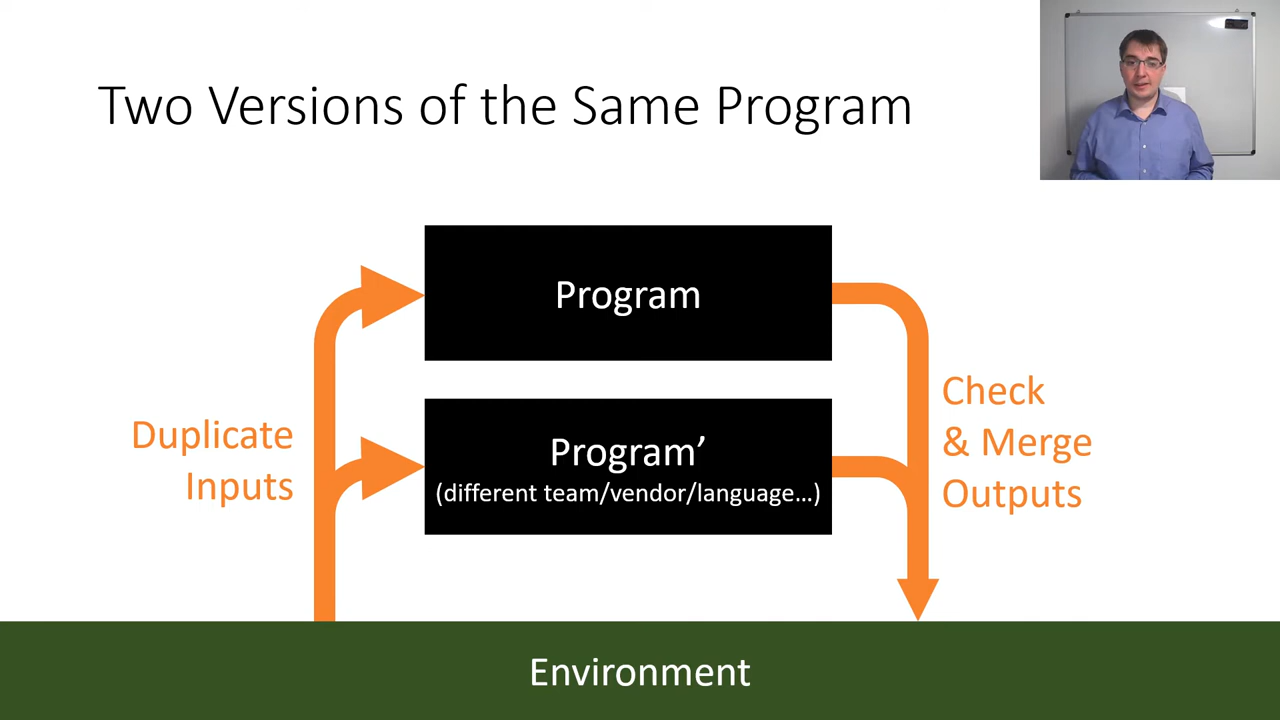 Two Versions of the Same Program
Program
Duplicate
Inputs
Program’
(different team/vendor/language…)
Check
& Merge
Outputs
Environment